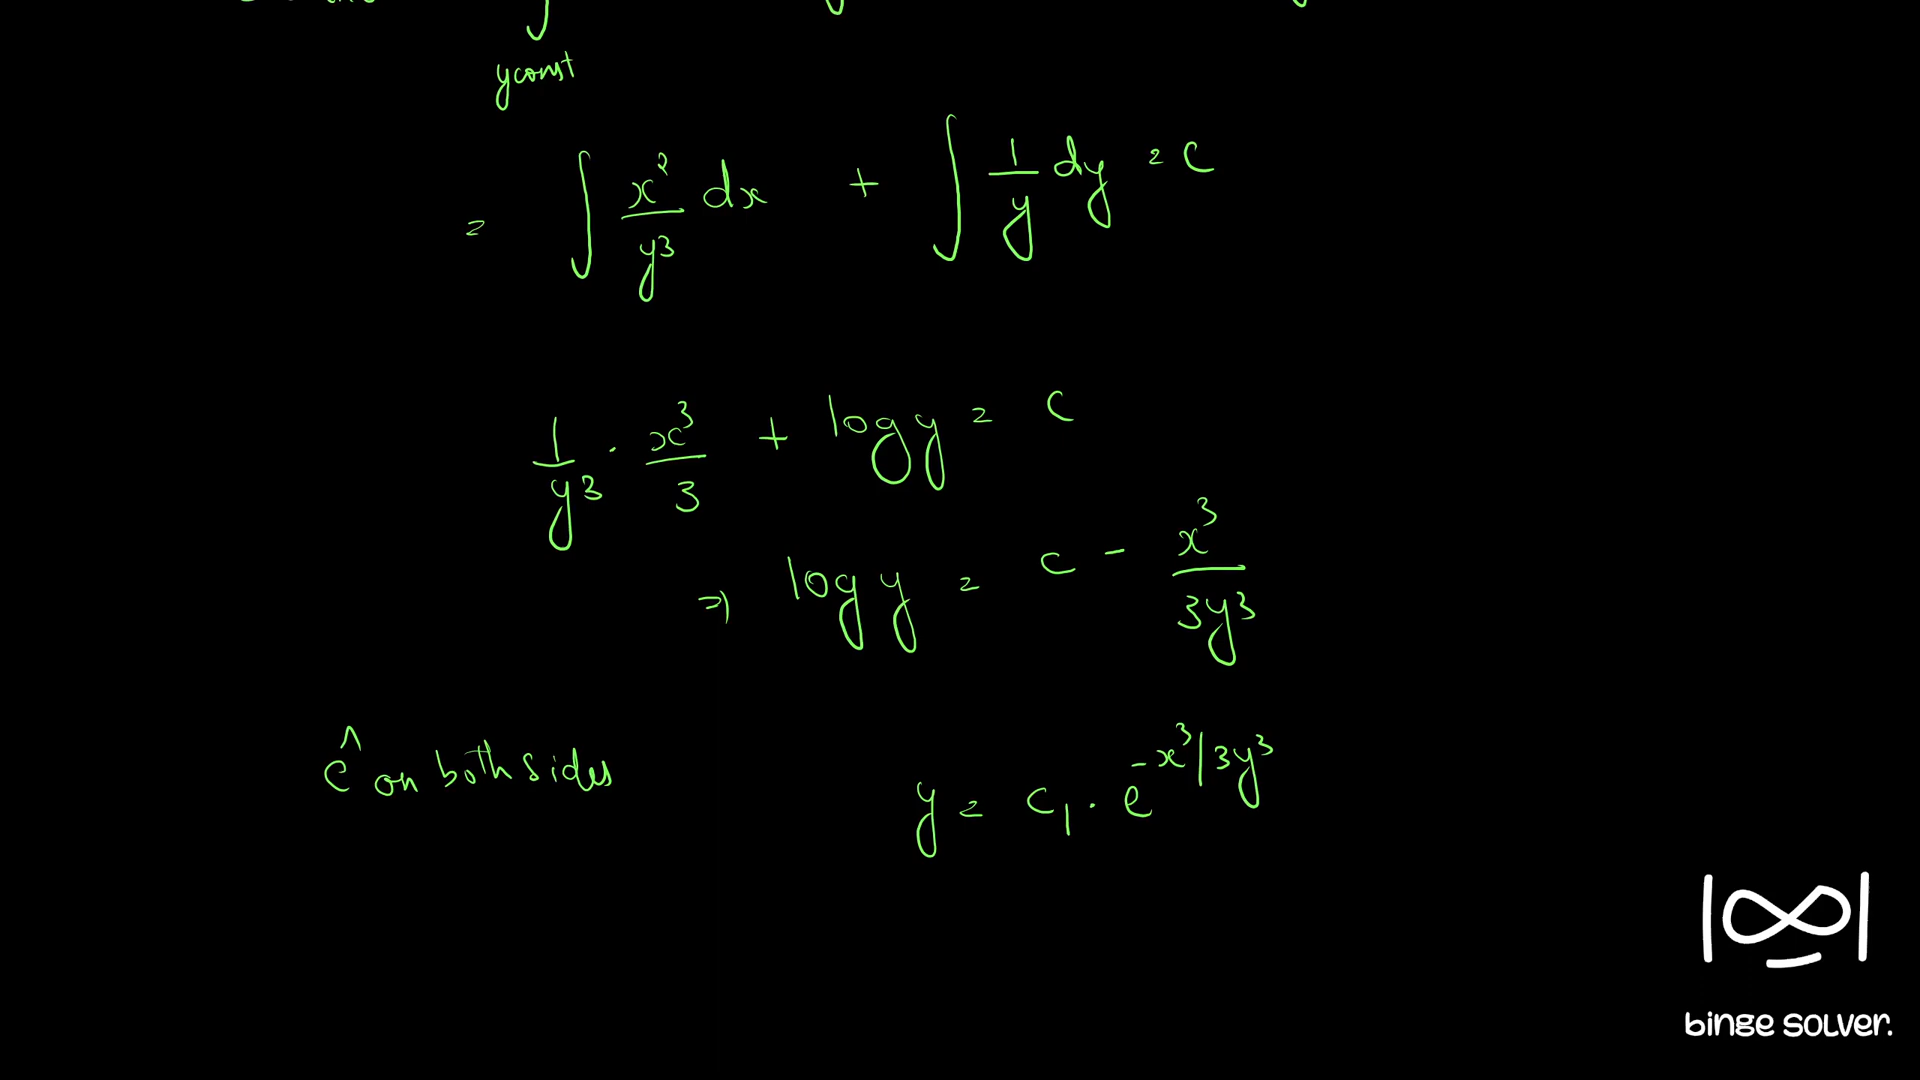 y const
= ∫ x²/y³ dx + ∫ 1/y dy = c
1/y³ · x³/3 + log y = c
⇒ log y = c - x³/3y³
e^ on both sides
y = c₁ · e^(-x³/3y³)
binge solver.